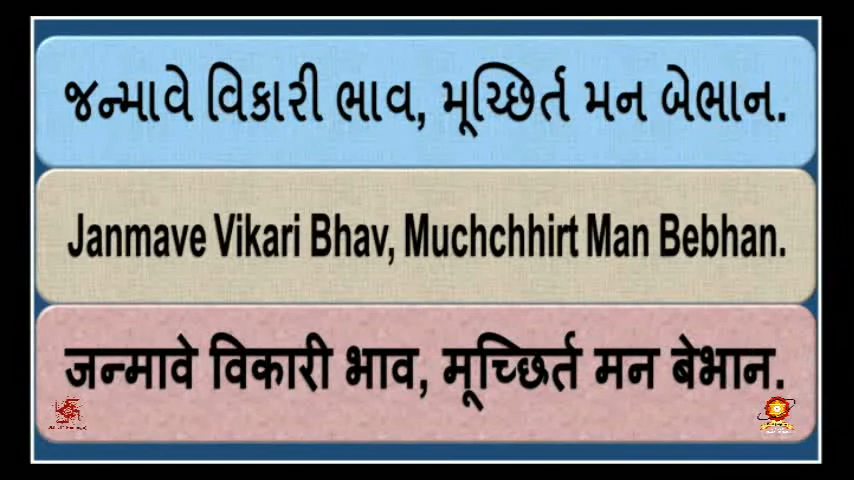 જન્માવે વિકારી ભાવ, મૂચ્છિર્ત મન બેભાન.
Janmave Vikari Bhav, Muchchhirt Man Bebhan.
जन्मावे विकारी भाव, मूच्छिर्त मन बेभान.